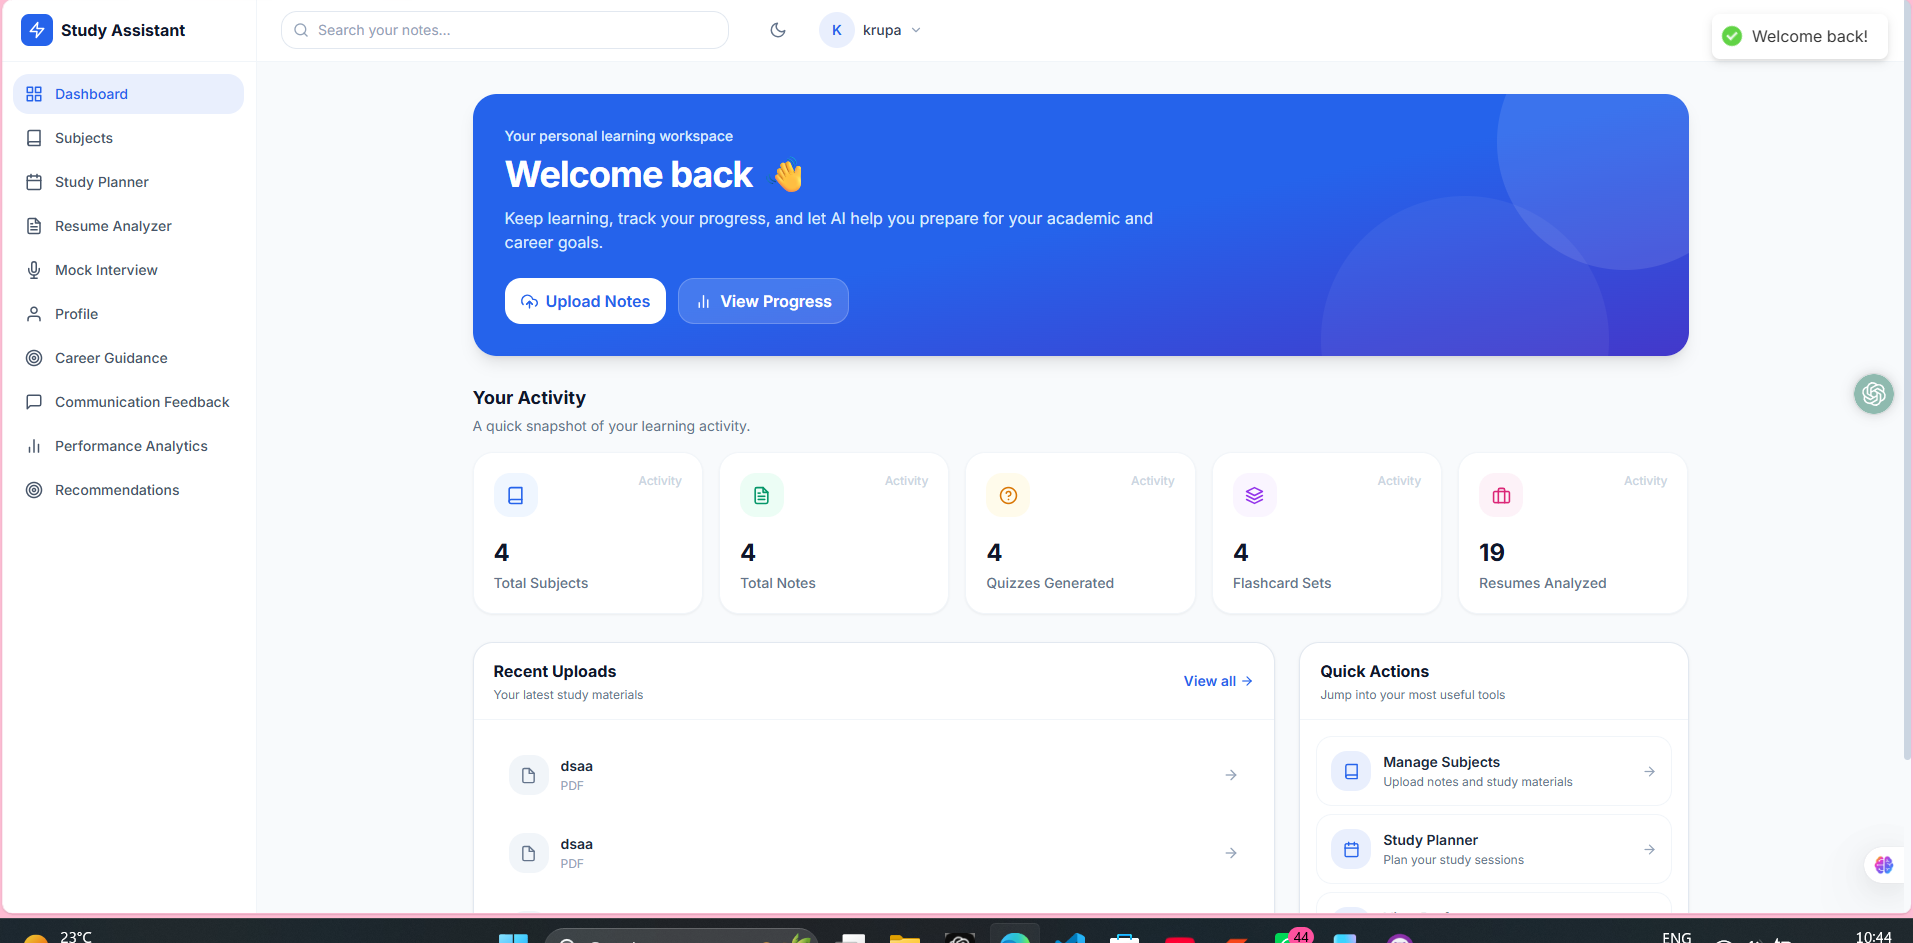 Study Assistant
Search your notes...
K
krupa
Welcome back!
Dashboard
Subjects
Study Planner
Resume Analyzer
Mock Interview
Profile
Career Guidance
Communication Feedback
Performance Analytics
Recommendations
Your personal learning workspace
Welcome back 👋
Keep learning, track your progress, and let AI help you prepare for your academic and
career goals.
Upload Notes
View Progress
Your Activity
A quick snapshot of your learning activity.
Activity
4
Total Subjects
Activity
4
Total Notes
Activity
4
Quizzes Generated
Activity
4
Flashcard Sets
Activity
19
Resumes Analyzed
Recent Uploads
Your latest study materials
View all →
dsaa
PDF
dsaa
PDF
Quick Actions
Jump into your most useful tools
Manage Subjects
Upload notes and study materials
Study Planner
Plan your study sessions
23°C
44
ENG
10:44